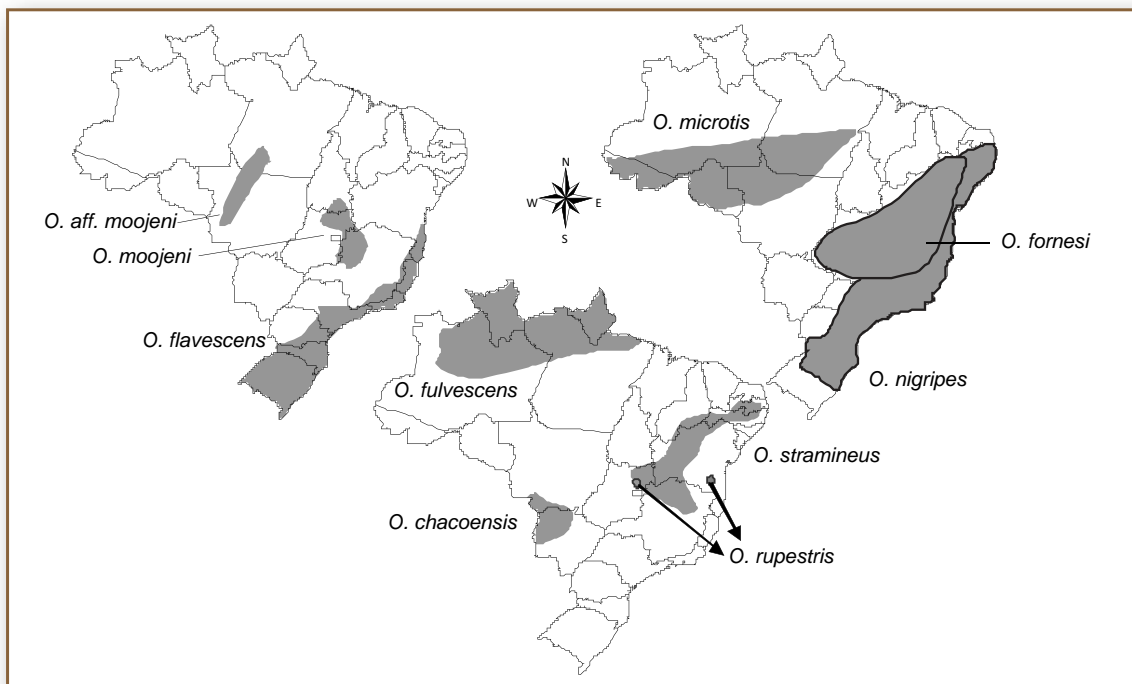 O. aff. moojeni
O. moojeni
O. flavescens
N
W
E
S
O. microtis
O. fornesi
O. nigripes
O. fulvescens
O. stramineus
O. chacoensis
O. rupestris